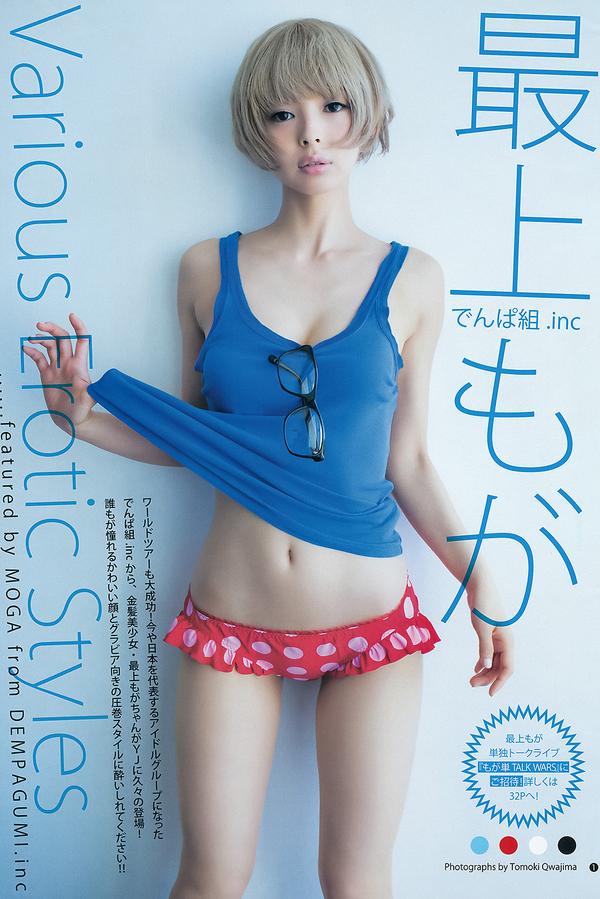 最上もが
でんぱ組 .inc
Various Erotic Styles
featured by MOGA from DEMPAGUMI.inc
ワールドツアーも大成功！今や日本を代表するアイドルグループになった
でんぱ組 .inc から、金髪美少女・最上もがちゃんがYJに久々の登場！
誰もが憧れるかわいい顔とグラビア向きの圧巻スタイルに酔いしれてください!!
最上もが
単独トークライブ
『もが単 TALK WARS』に
ご招待！詳しくは
32Pへ！
Photographs by Tomoki Qwajima
1